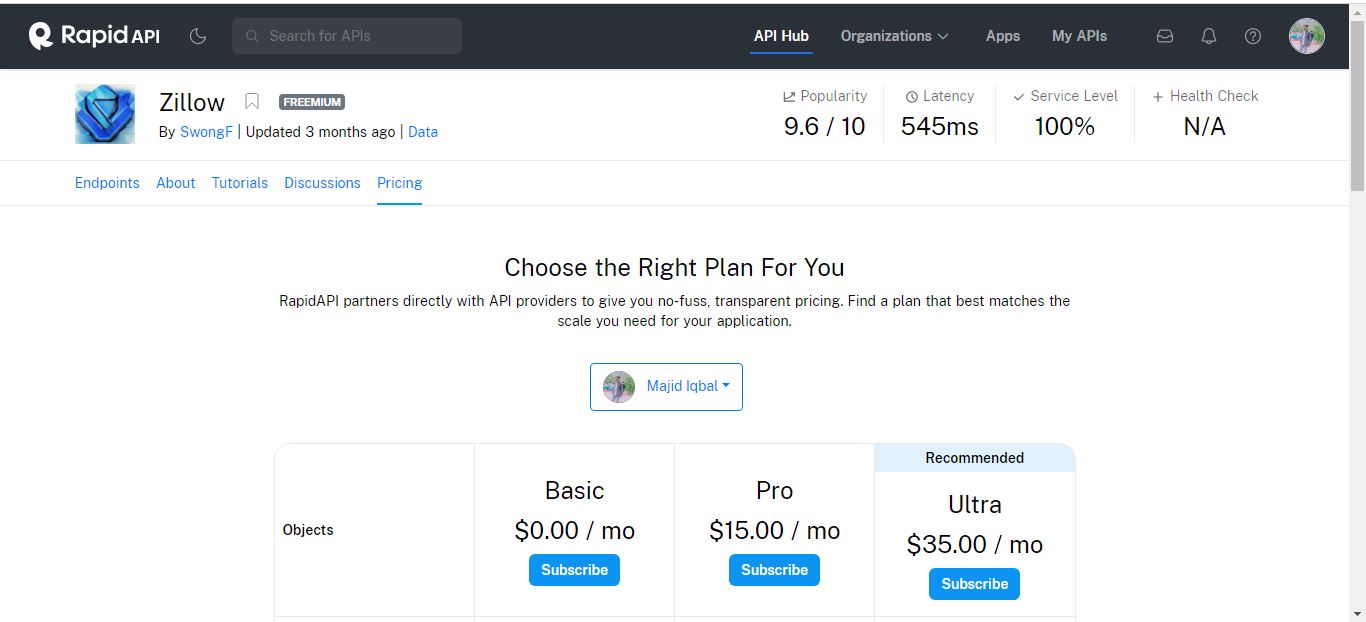 Rapid API Search for APIs API Hub Organizations Apps My APIs
Zillow FREEMIUM
By SwongF | Updated 3 months ago | Data
Popularity Latency Service Level Health Check
9.6 / 10 545ms 100% N/A
Endpoints About Tutorials Discussions Pricing
Choose the Right Plan For You
RapidAPI partners directly with API providers to give you no-fuss, transparent pricing. Find a plan that best matches the
scale you need for your application.
Majid Iqbal
Recommended
Objects
Basic
$0.00 / mo
Subscribe
Pro
$15.00 / mo
Subscribe
Ultra
$35.00 / mo
Subscribe